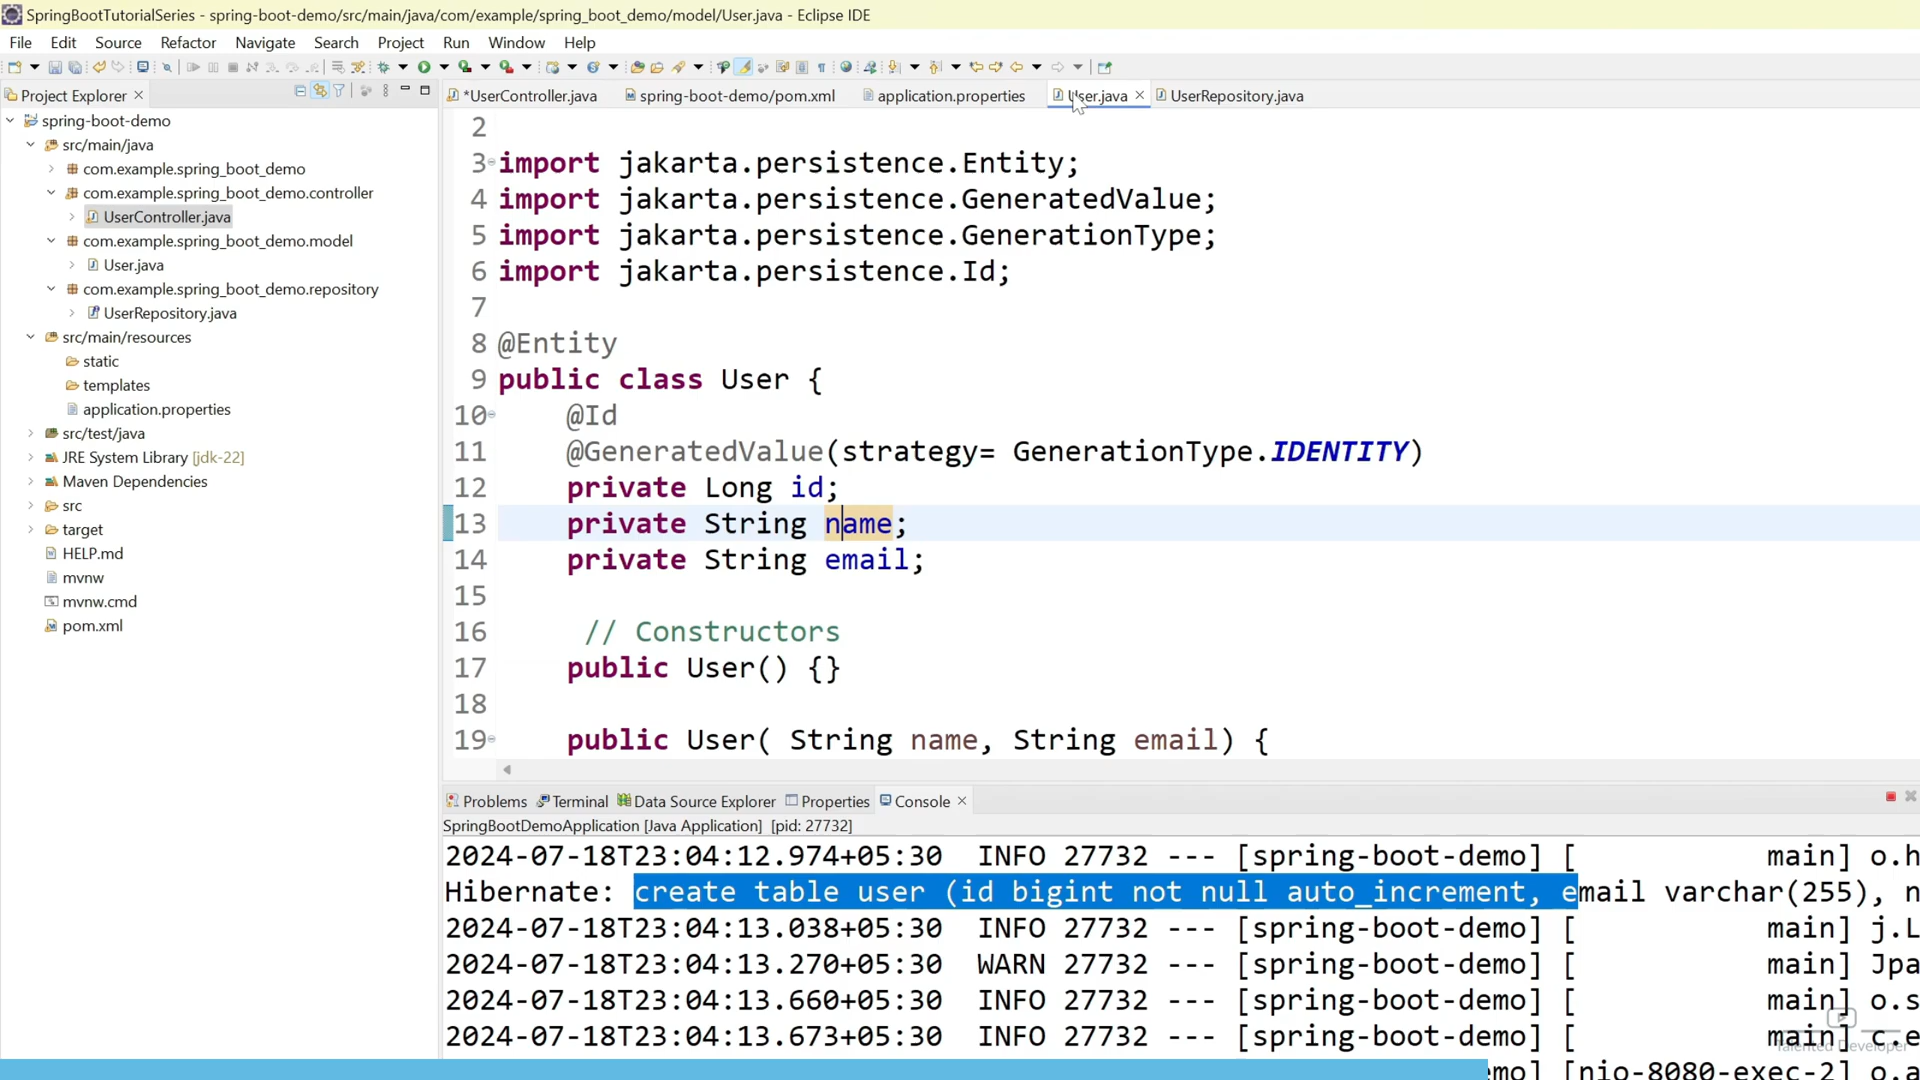 SpringBootTutorialSeries - spring-boot-demo/src/main/java/com/example/spring_boot_demo/model/User.java - Eclipse IDE
File Edit Source Refactor Navigate Search Project Run Window Help
Project Explorer
*UserController.java spring-boot-demo/pom.xml application.properties User.java UserRepository.java
spring-boot-demo
src/main/java
com.example.spring_boot_demo
com.example.spring_boot_demo.controller
UserController.java
com.example.spring_boot_demo.model
User.java
com.example.spring_boot_demo.repository
UserRepository.java
src/main/resources
static
templates
application.properties
src/test/java
JRE System Library [jdk-22]
Maven Dependencies
src
target
HELP.md
mvnw
mvnw.cmd
pom.xml
2
3 import jakarta.persistence.Entity;
4 import jakarta.persistence.GeneratedValue;
5 import jakarta.persistence.GenerationType;
6 import jakarta.persistence.Id;
7
8 @Entity
9 public class User {
10 @Id
11 @GeneratedValue(strategy= GenerationType.IDENTITY)
12 private Long id;
13 private String name;
14 private String email;
15
16 // Constructors
17 public User() {}
18
19 public User( String name, String email) {
Problems Terminal Data Source Explorer Properties Console
SpringBootDemoApplication [Java Application] [pid: 27732]
2024-07-18T23:04:12.974+05:30 INFO 27732 --- [spring-boot-demo] [ main] o.h
Hibernate: create table user (id bigint not null auto_increment, email varchar(255), n
2024-07-18T23:04:13.038+05:30 INFO 27732 --- [spring-boot-demo] [ main] j.L
2024-07-18T23:04:13.270+05:30 WARN 27732 --- [spring-boot-demo] [ main] Jpa
2024-07-18T23:04:13.660+05:30 INFO 27732 --- [spring-boot-demo] [ main] o.s
2024-07-18T23:04:13.673+05:30 INFO 27732 --- [spring-boot-demo] [ main] c.e
Talented Developer
emo] [nio-8080-exec-2] o.a